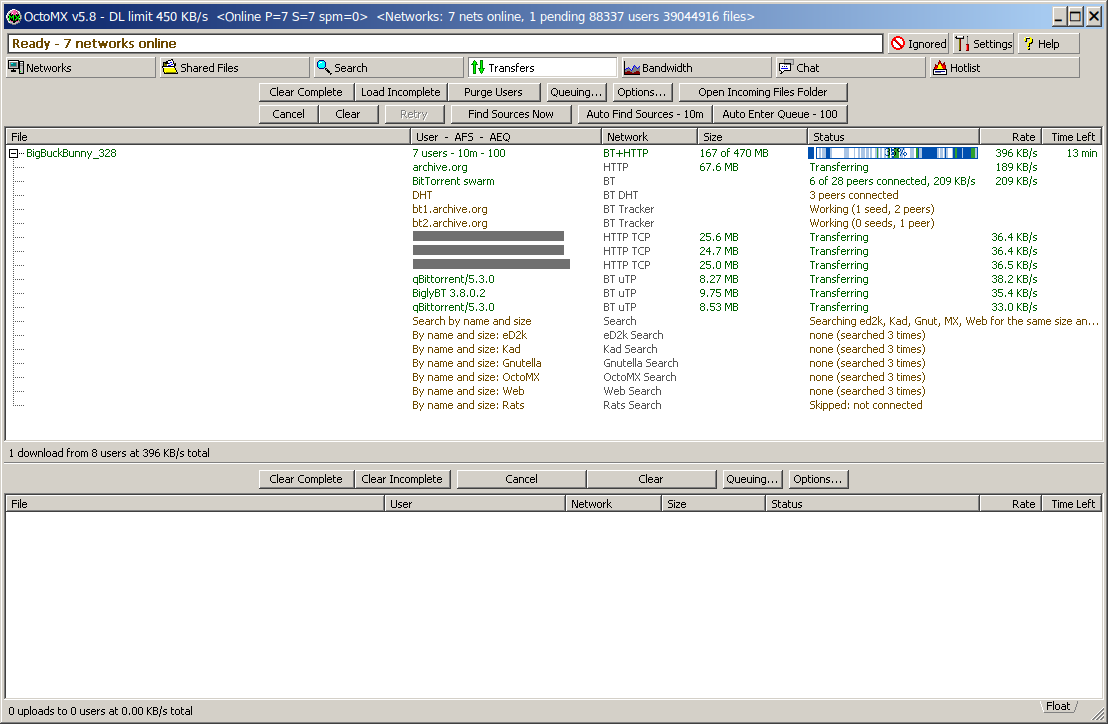 OctoMX v5.8 - DL limit 450 KB/s <Online P=7 S=7 spm=0> <Networks: 7 nets online, 1 pending 88337 users 39044916 files>
Ready - 7 networks online Ignored Settings Help
Networks Shared Files Search Transfers Bandwidth Chat Hotlist
Clear Complete Load Incomplete Purge Users Queuing... Options... Open Incoming Files Folder
Cancel Clear Retry Find Sources Now Auto Find Sources - 10m Auto Enter Queue - 100
File User - AFS - AEQ Network Size Status Rate Time Left
BigBuckBunny_328 7 users - 10m - 100 BT+HTTP 167 of 470 MB 396 KB/s 13 min
archive.org HTTP 67.6 MB Transferring 189 KB/s
BitTorrent swarm BT 6 of 28 peers connected, 209 KB/s 209 KB/s
DHT BT DHT 3 peers connected
bt1.archive.org BT Tracker Working (1 seed, 2 peers)
bt2.archive.org BT Tracker Working (0 seeds, 1 peer)
HTTP TCP 25.6 MB Transferring 36.4 KB/s
HTTP TCP 24.7 MB Transferring 36.4 KB/s
HTTP TCP 25.0 MB Transferring 36.5 KB/s
qBittorrent/5.3.0 BT uTP 8.27 MB Transferring 38.2 KB/s
BiglyBT 3.8.0.2 BT uTP 9.75 MB Transferring 35.4 KB/s
qBittorrent/5.3.0 BT uTP 8.53 MB Transferring 33.0 KB/s
Search by name and size Search Searching ed2k, Kad, Gnut, MX, Web for the same size an...
By name and size: eD2k eD2k Search none (searched 3 times)
By name and size: Kad Kad Search none (searched 3 times)
By name and size: Gnutella Gnutella Search none (searched 3 times)
By name and size: OctoMX OctoMX Search none (searched 3 times)
By name and size: Web Web Search none (searched 3 times)
By name and size: Rats Rats Search Skipped: not connected
1 download from 8 users at 396 KB/s total
Clear Complete Clear Incomplete Cancel Clear Queuing... Options...
File User Network Size Status Rate Time Left
0 uploads to 0 users at 0.00 KB/s total Float